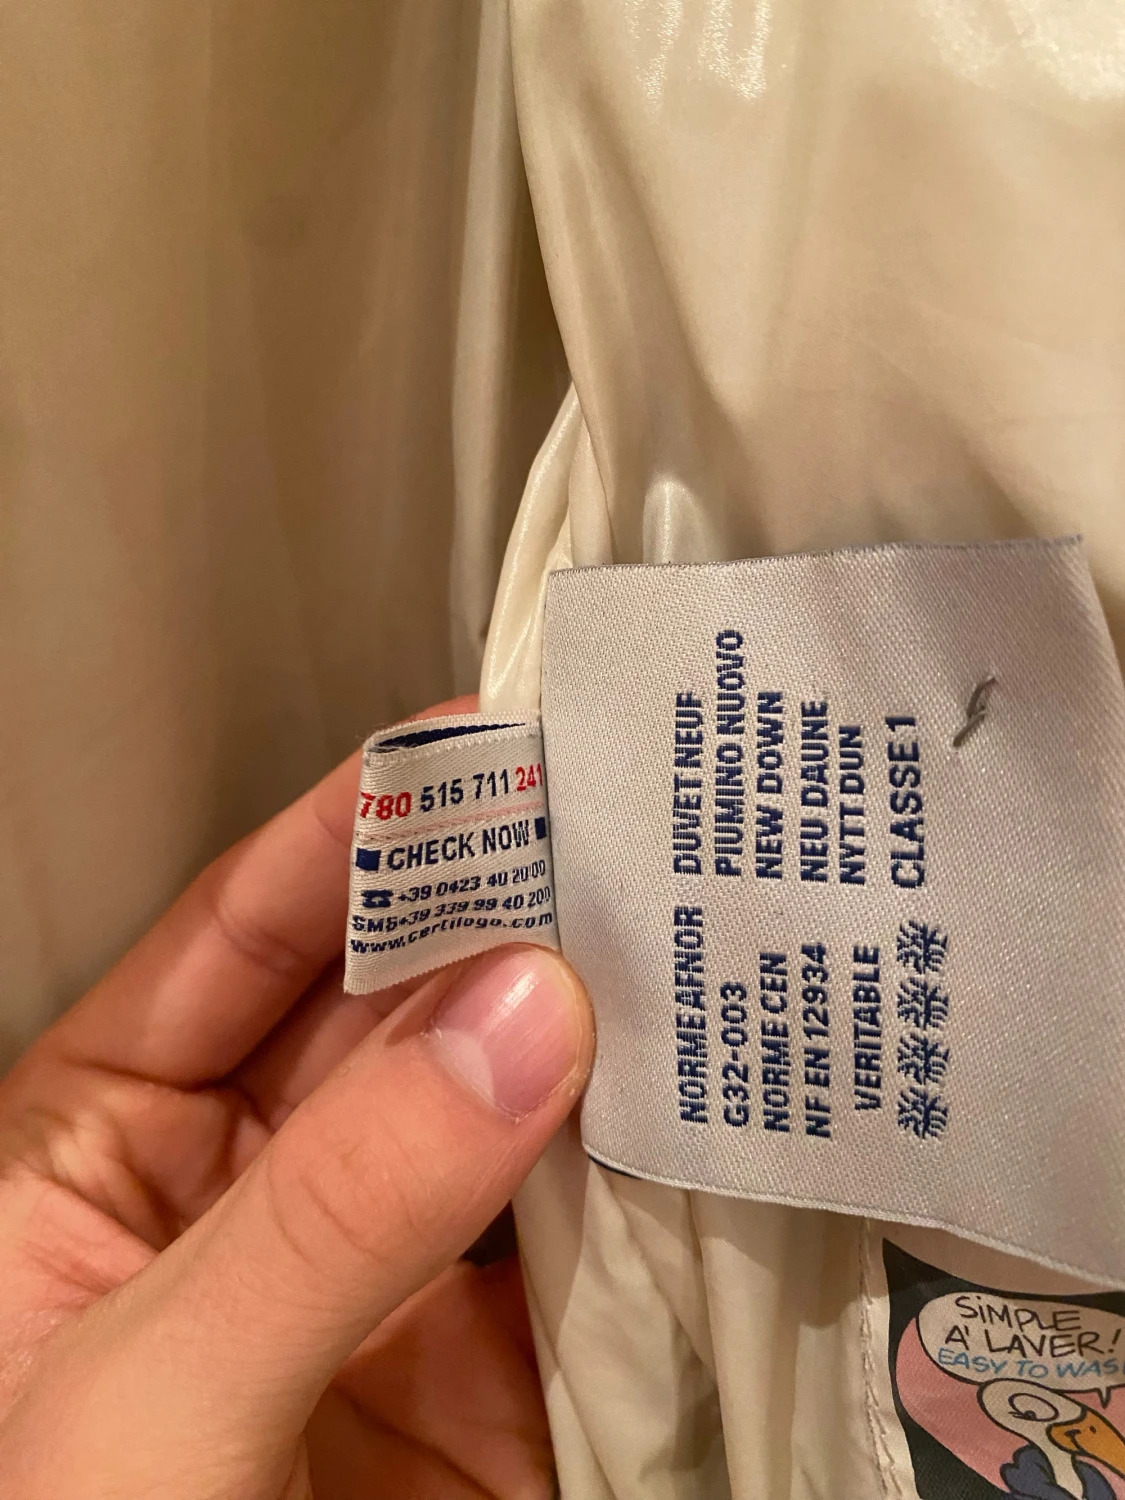 780 515 711 241
CHECK NOW
+39 0423 40 20 00
SMS+39 339 99 40 200
www.certilogo.com
NORME AFNOR DUVET NEUF
G32-003 PIUMINO NUOVO
NORME CEN NEW DOWN
NF EN 12934 NEU DAUNE
VERITABLE NYTT DUN
CLASSE 1
SiMPLE
A' LAVER!
EASY TO WAS